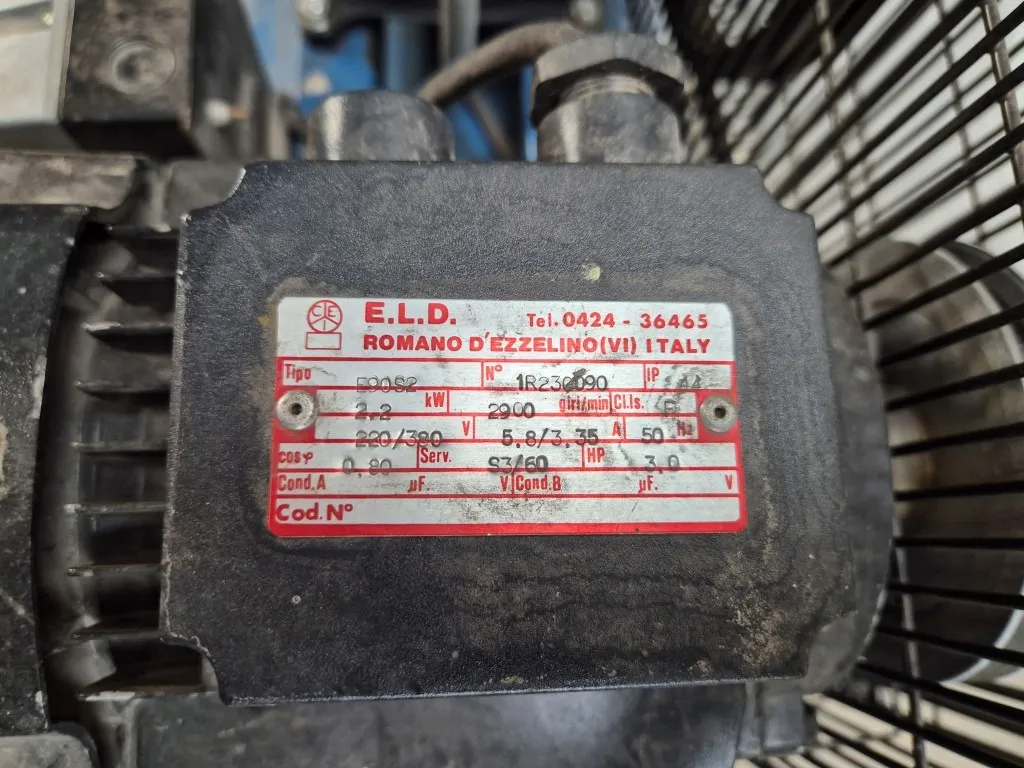 CEI
E.L.D. Tel. 0424 - 36465
ROMANO D'EZZELINO(VI) ITALY
Tipo E90S2 N° IP 44
2.2 kW 2900 giri/min Cl.Is.
220/380 V 5.8/3.35 A 50 Hz
cosφ 0,80 Serv. S3/60 HP 3.0
Cond.A µF. V Cond.B µF. V
Cod.N°